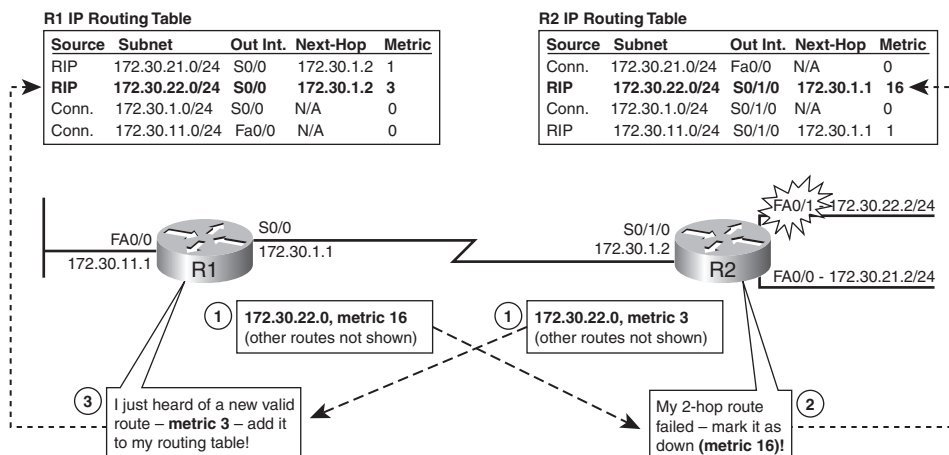 R1 IP Routing Table
Source Subnet Out Int. Next-Hop Metric
RIP 172.30.21.0/24 S0/0 172.30.1.2 1
RIP 172.30.22.0/24 S0/0 172.30.1.2 3
Conn. 172.30.1.0/24 S0/0 N/A 0
Conn. 172.30.11.0/24 Fa0/0 N/A 0
R2 IP Routing Table
Source Subnet Out Int. Next-Hop Metric
Conn. 172.30.21.0/24 Fa0/0 N/A 0
RIP 172.30.22.0/24 S0/1/0 172.30.1.1 16
Conn. 172.30.1.0/24 S0/1/0 N/A 0
RIP 172.30.11.0/24 S0/1/0 172.30.1.1 1
FA0/0
172.30.11.1
R1
S0/0
172.30.1.1
S0/1/0
172.30.1.2
R2
FA0/1 - 172.30.22.2/24
FA0/0 - 172.30.21.2/24
1
172.30.22.0, metric 16
(other routes not shown)
1
172.30.22.0, metric 3
(other routes not shown)
3
I just heard of a new valid
route – metric 3 – add it
to my routing table!
My 2-hop route
failed – mark it as
down (metric 16)!
2